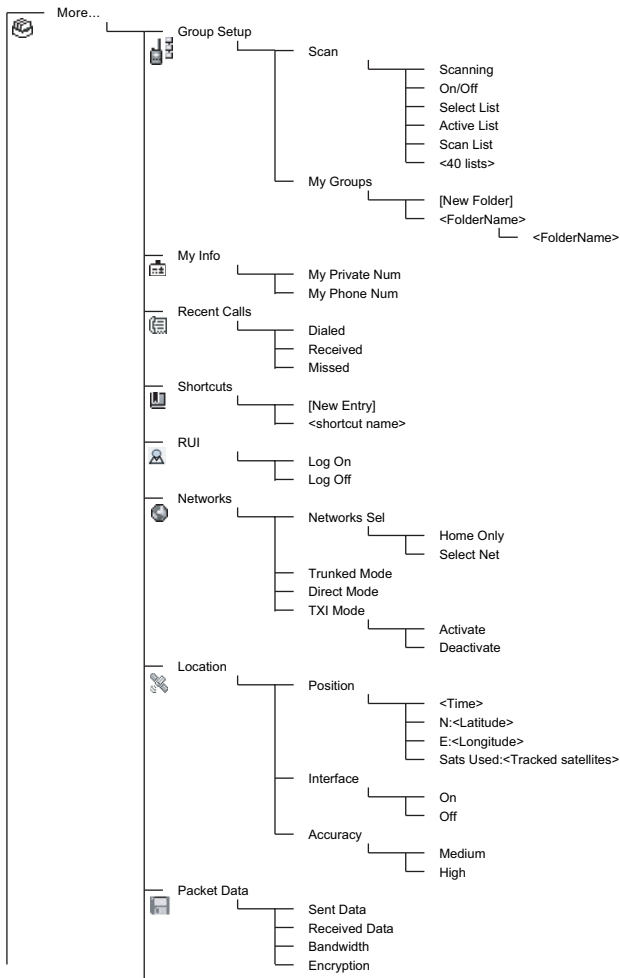 More...
Group Setup
Scan
Scanning
On/Off
Select List
Active List
Scan List
<40 lists>
My Groups
[New Folder]
<FolderName>
<FolderName>
My Info
My Private Num
My Phone Num
Recent Calls
Dialed
Received
Missed
Shortcuts
[New Entry]
<shortcut name>
RUI
Log On
Log Off
Networks
Networks Sel
Home Only
Select Net
Trunked Mode
Direct Mode
TXI Mode
Activate
Deactivate
Location
Position
<Time>
N:<Latitude>
E:<Longitude>
Sats Used:<Tracked satellites>
Interface
On
Off
Accuracy
Medium
High
Packet Data
Sent Data
Received Data
Bandwidth
Encryption